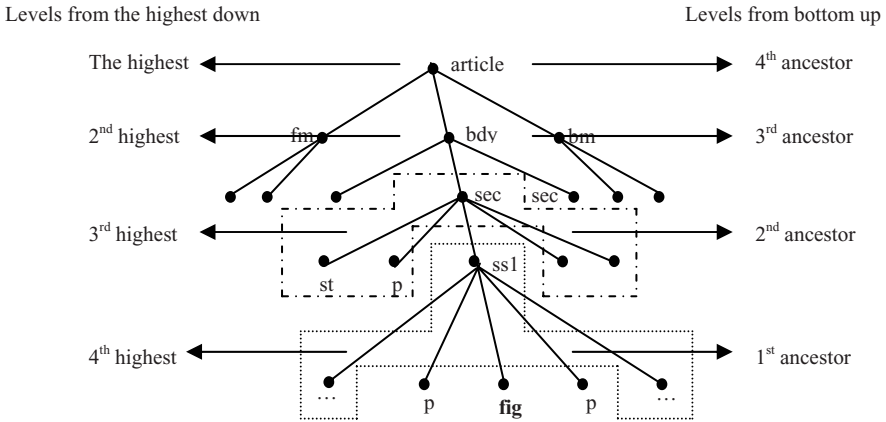 Levels from the highest down Levels from bottom up
The highest article 4th ancestor
2nd highest fm bdy bm 3rd ancestor
sec sec
3rd highest 2nd ancestor
st p ss1
4th highest 1st ancestor
... p fig p ...